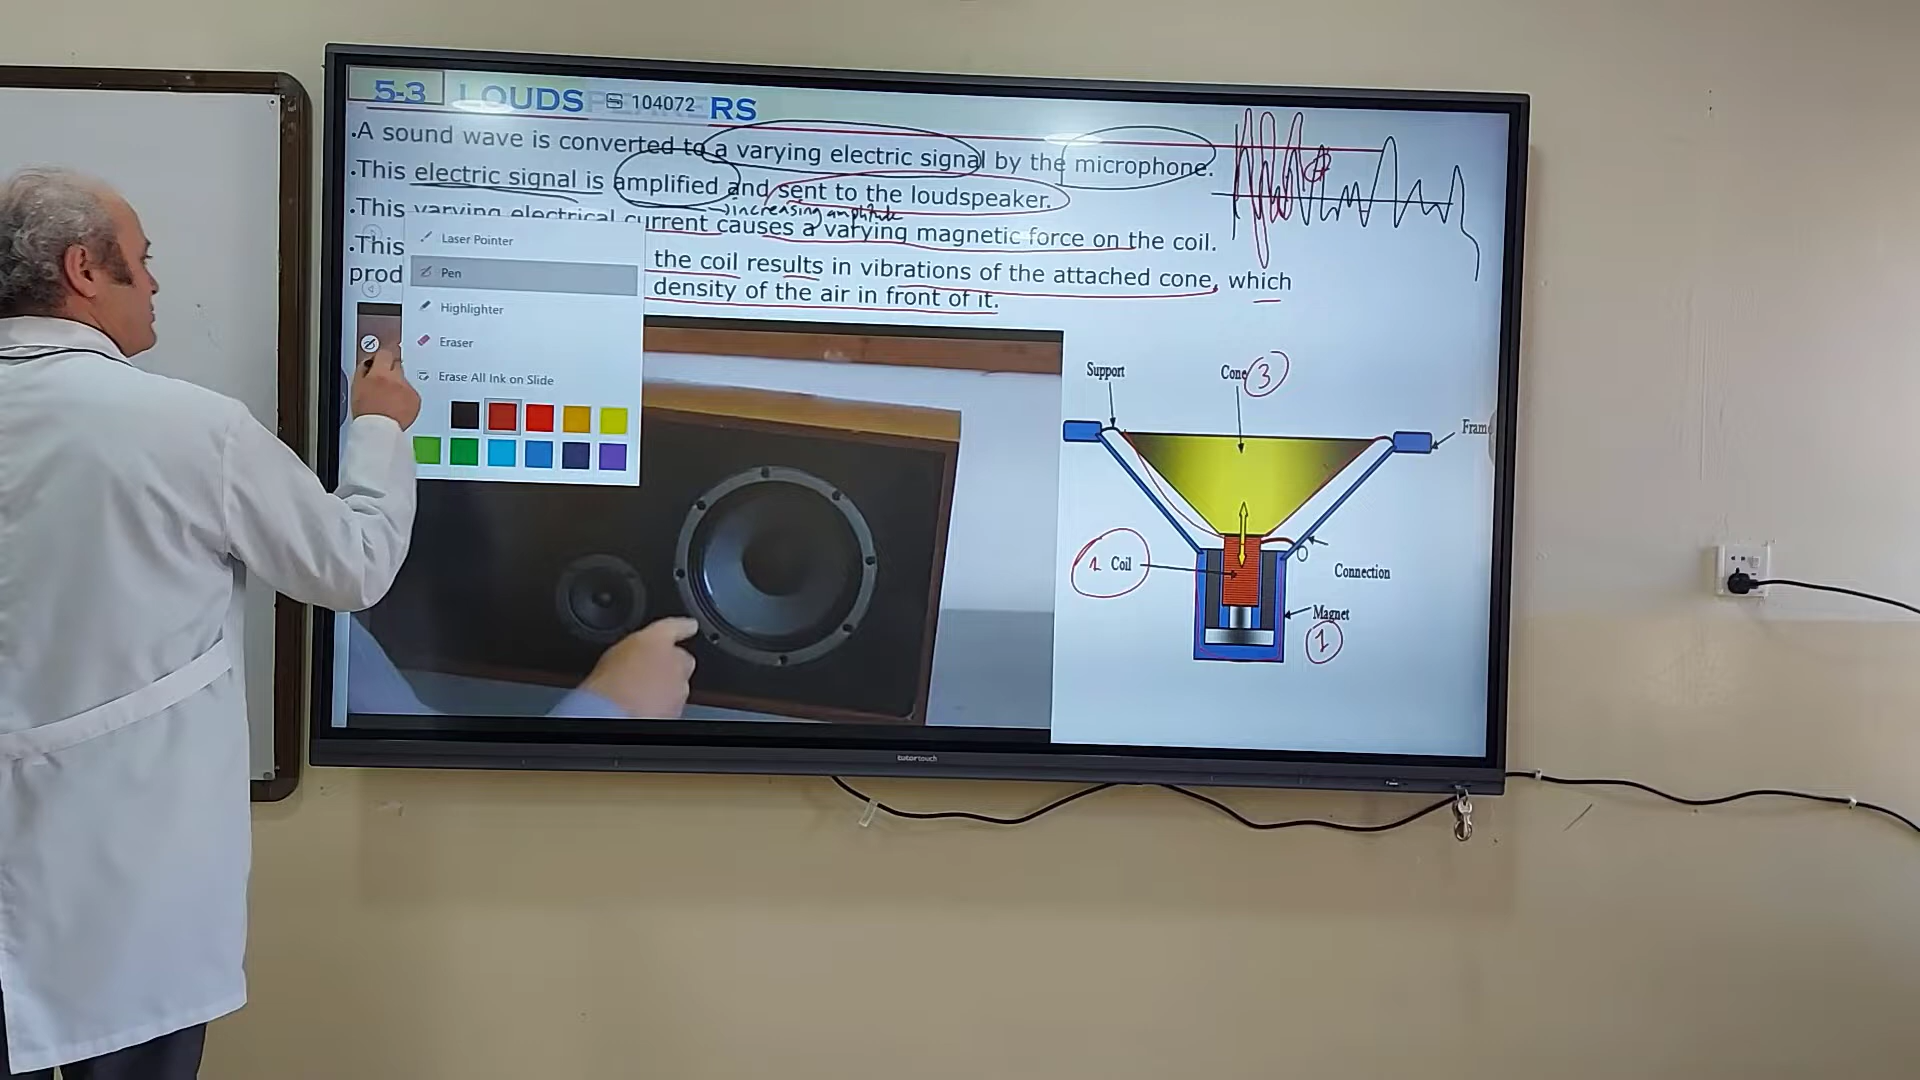 5-3 LOUDSPEAKERS
104072
.A sound wave is converted to a varying electric signal by the microphone.
.This electric signal is amplified and sent to the loudspeaker.
increasing amplitude
.This varying electrical current causes a varying magnetic force on the coil.
.This the coil results in vibrations of the attached cone, which
prod density of the air in front of it.
Laser Pointer
Pen
Highlighter
Eraser
Erase All Ink on Slide
Support
Cone 3
Frame
1 Coil
Connection
Magnet
1
tutortouch